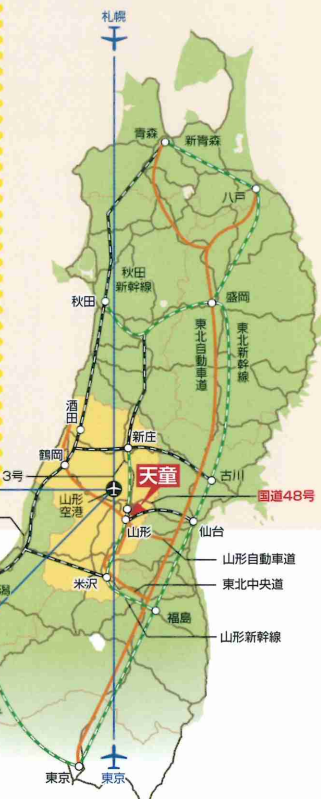 札幌
青森
新青森
八戸
秋田
新幹線
秋田
盛岡
東北自動車道
東北新幹線
酒田
新庄
鶴岡
3号
天童
古川
山形
空港
国道48号
山形
仙台
山形自動車道
米沢
東北中央道
潟
福島
山形新幹線
東京
東京